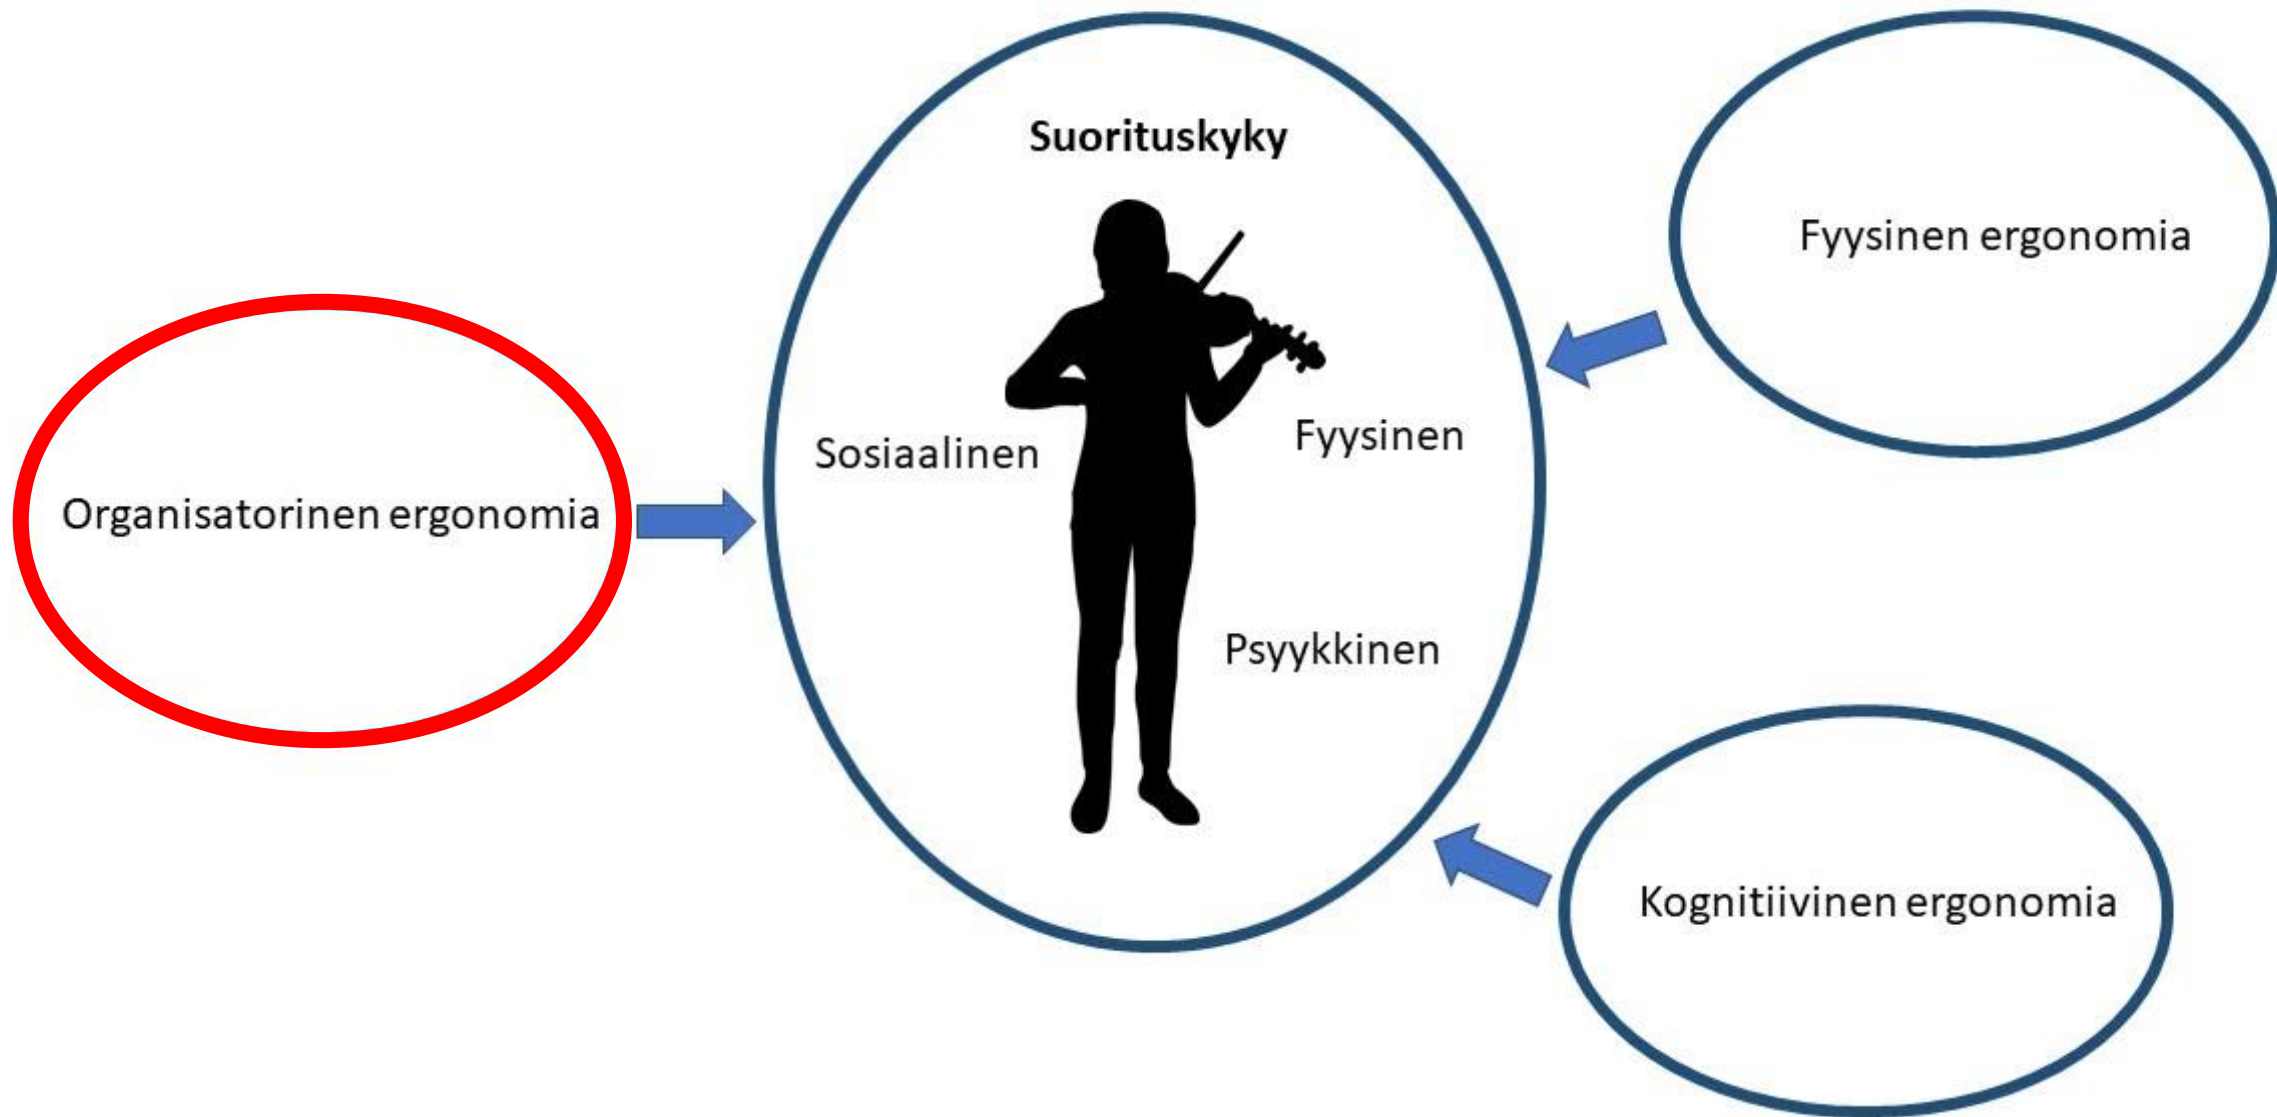 Suorituskyky
Fyysinen ergonomia
Sosiaalinen
Fyysinen
Organisatorinen ergonomia
Psyykkinen
Kognitiivinen ergonomia